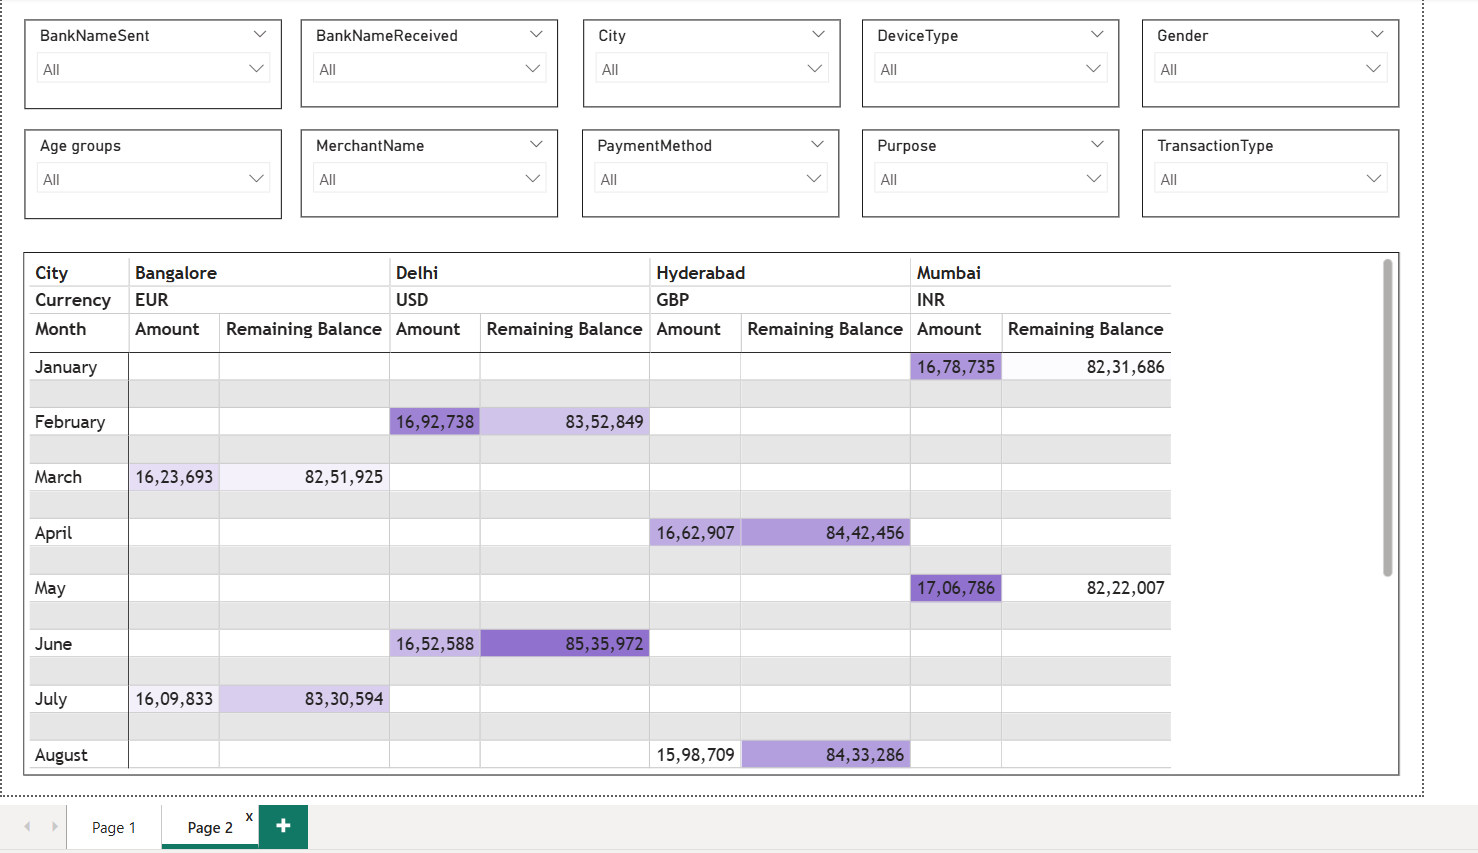 BankNameSent BankNameReceived City DeviceType Gender
All All All All All
Age groups MerchantName PaymentMethod Purpose TransactionType
All All All All All
City Bangalore Delhi Hyderabad Mumbai
Currency EUR USD GBP INR
Month Amount Remaining Balance Amount Remaining Balance Amount Remaining Balance Amount Remaining Balance
January 16,78,735 82,31,686
February 16,92,738 83,52,849
March 16,23,693 82,51,925
April 16,62,907 84,42,456
May 17,06,786 82,22,007
June 16,52,588 85,35,972
July 16,09,833 83,30,594
August 15,98,709 84,33,286
Page 1 Page 2 x +